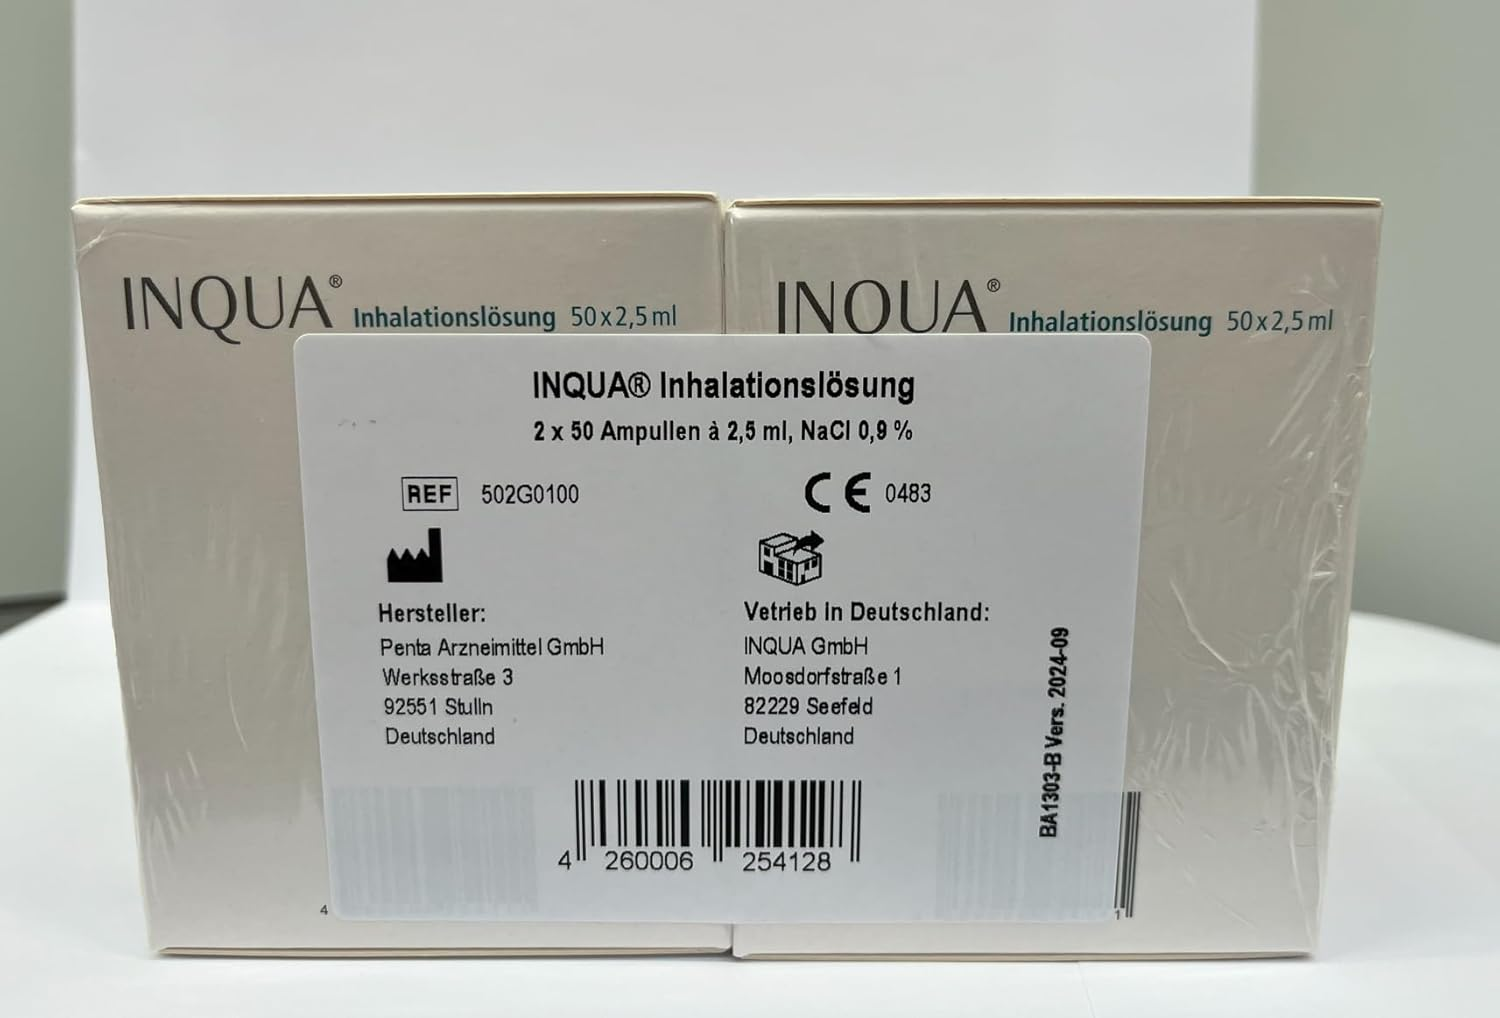 INQUA® Inhalationslösung 50 x 2,5 ml
INQUA® Inhalationslösung 50 x 2,5 ml
INQUA® Inhalationslösung
2 x 50 Ampullen à 2,5 ml, NaCl 0,9 %
REF 502G0100
CE 0483
Hersteller:
Penta Arzneimittel GmbH
Werksstraße 3
92551 Stulln
Deutschland
Vetrieb in Deutschland:
INQUA GmbH
Moosdorfstraße 1
82229 Seefeld
Deutschland
BA1303-B Vers. 2024-09
4 260006 254128
4
1